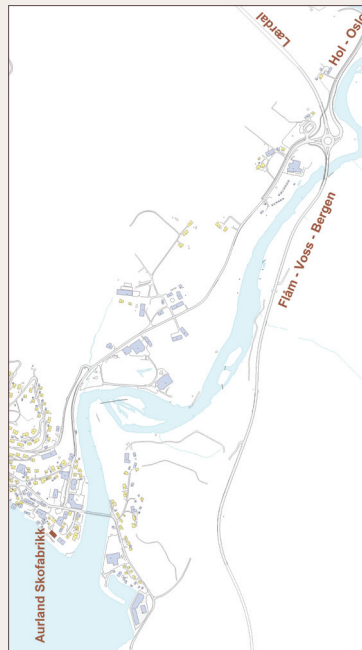 Lærdal
Hol - Oslo
Flåm - Voss - Bergen
Aurland Skofabrikk